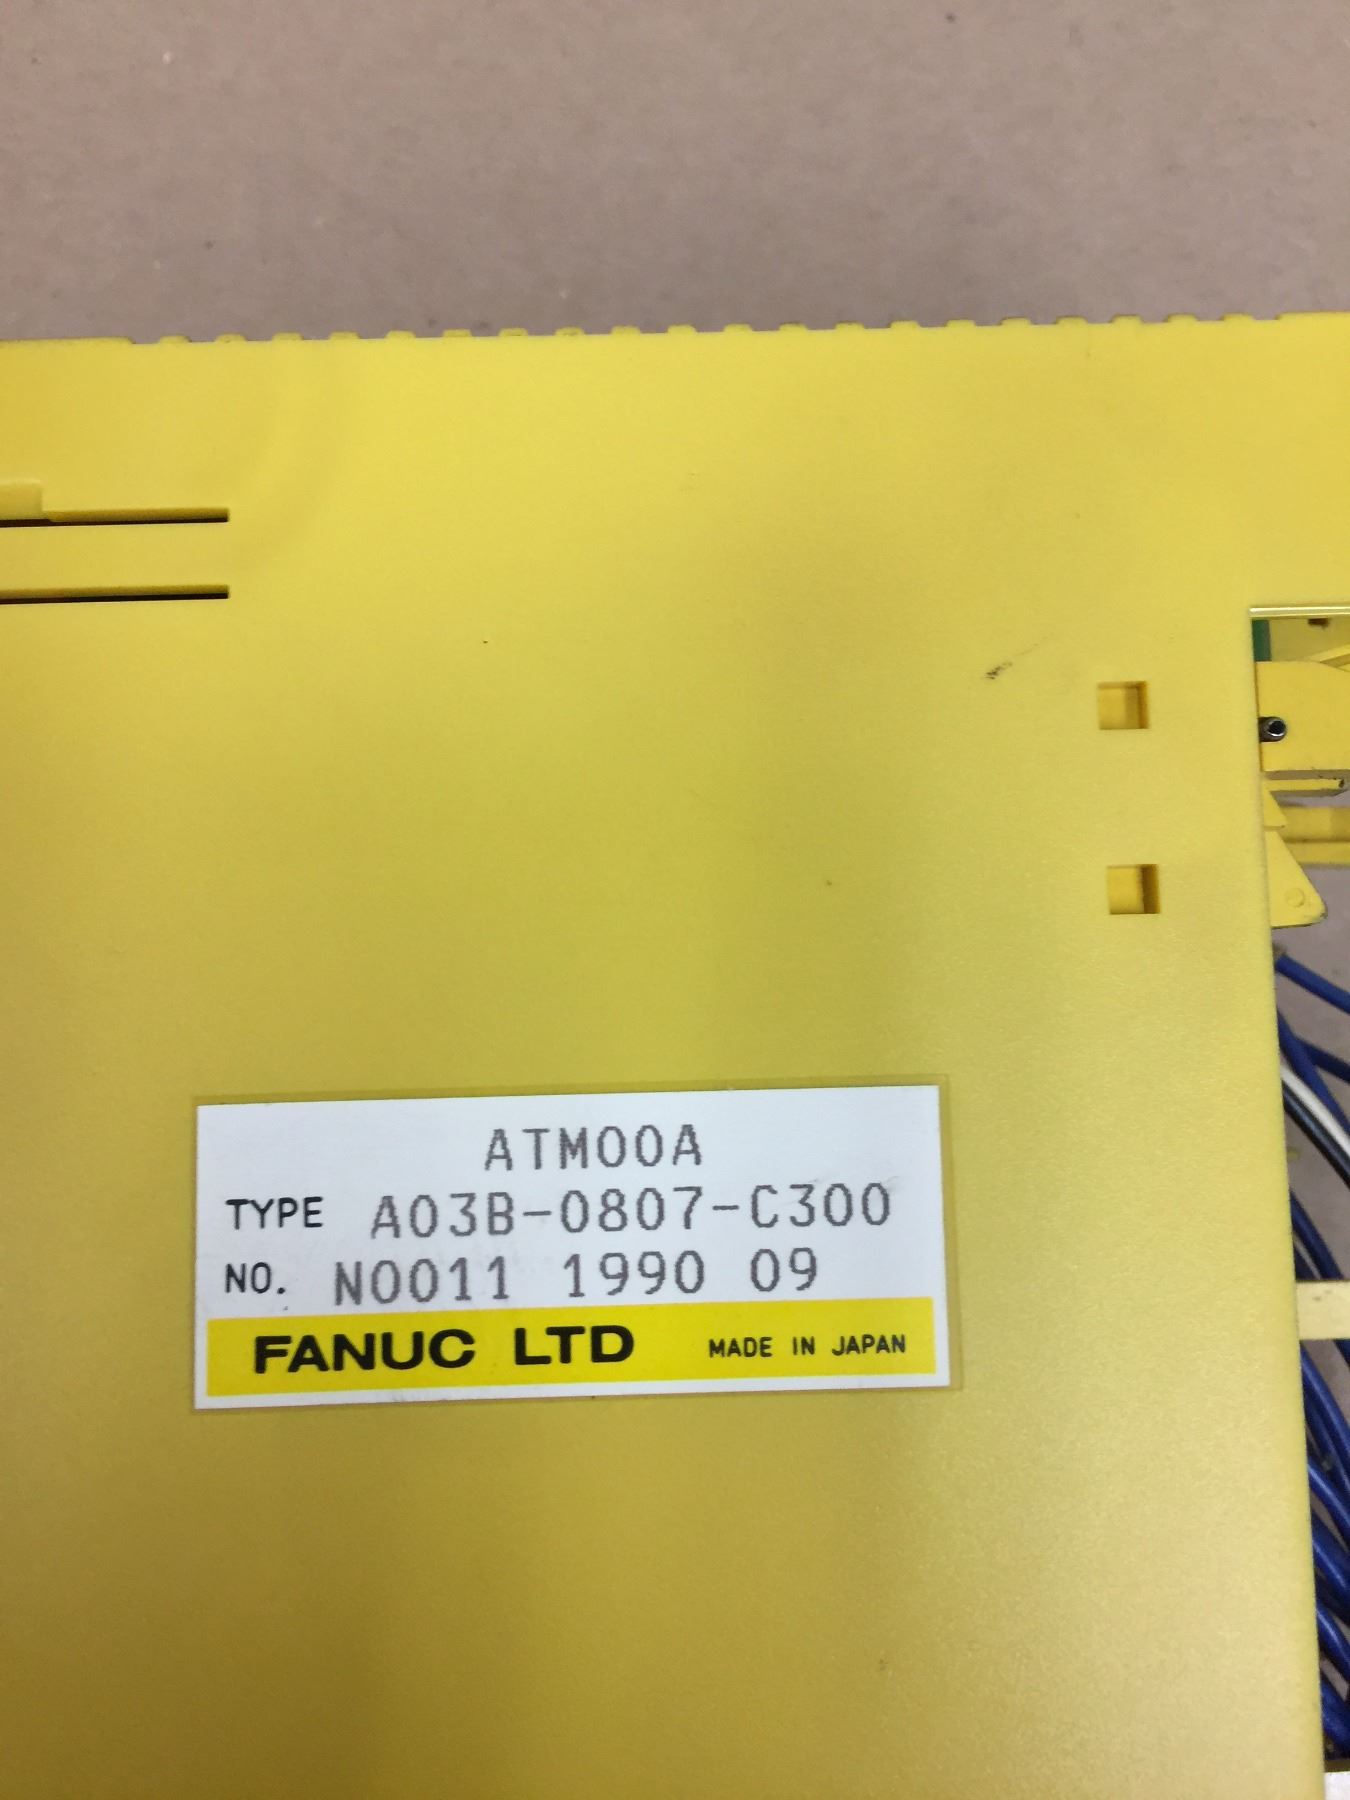 ATM00A
TYPE A03B-0807-C300
NO. N0011 1990 09
FANUC LTD MADE IN JAPAN